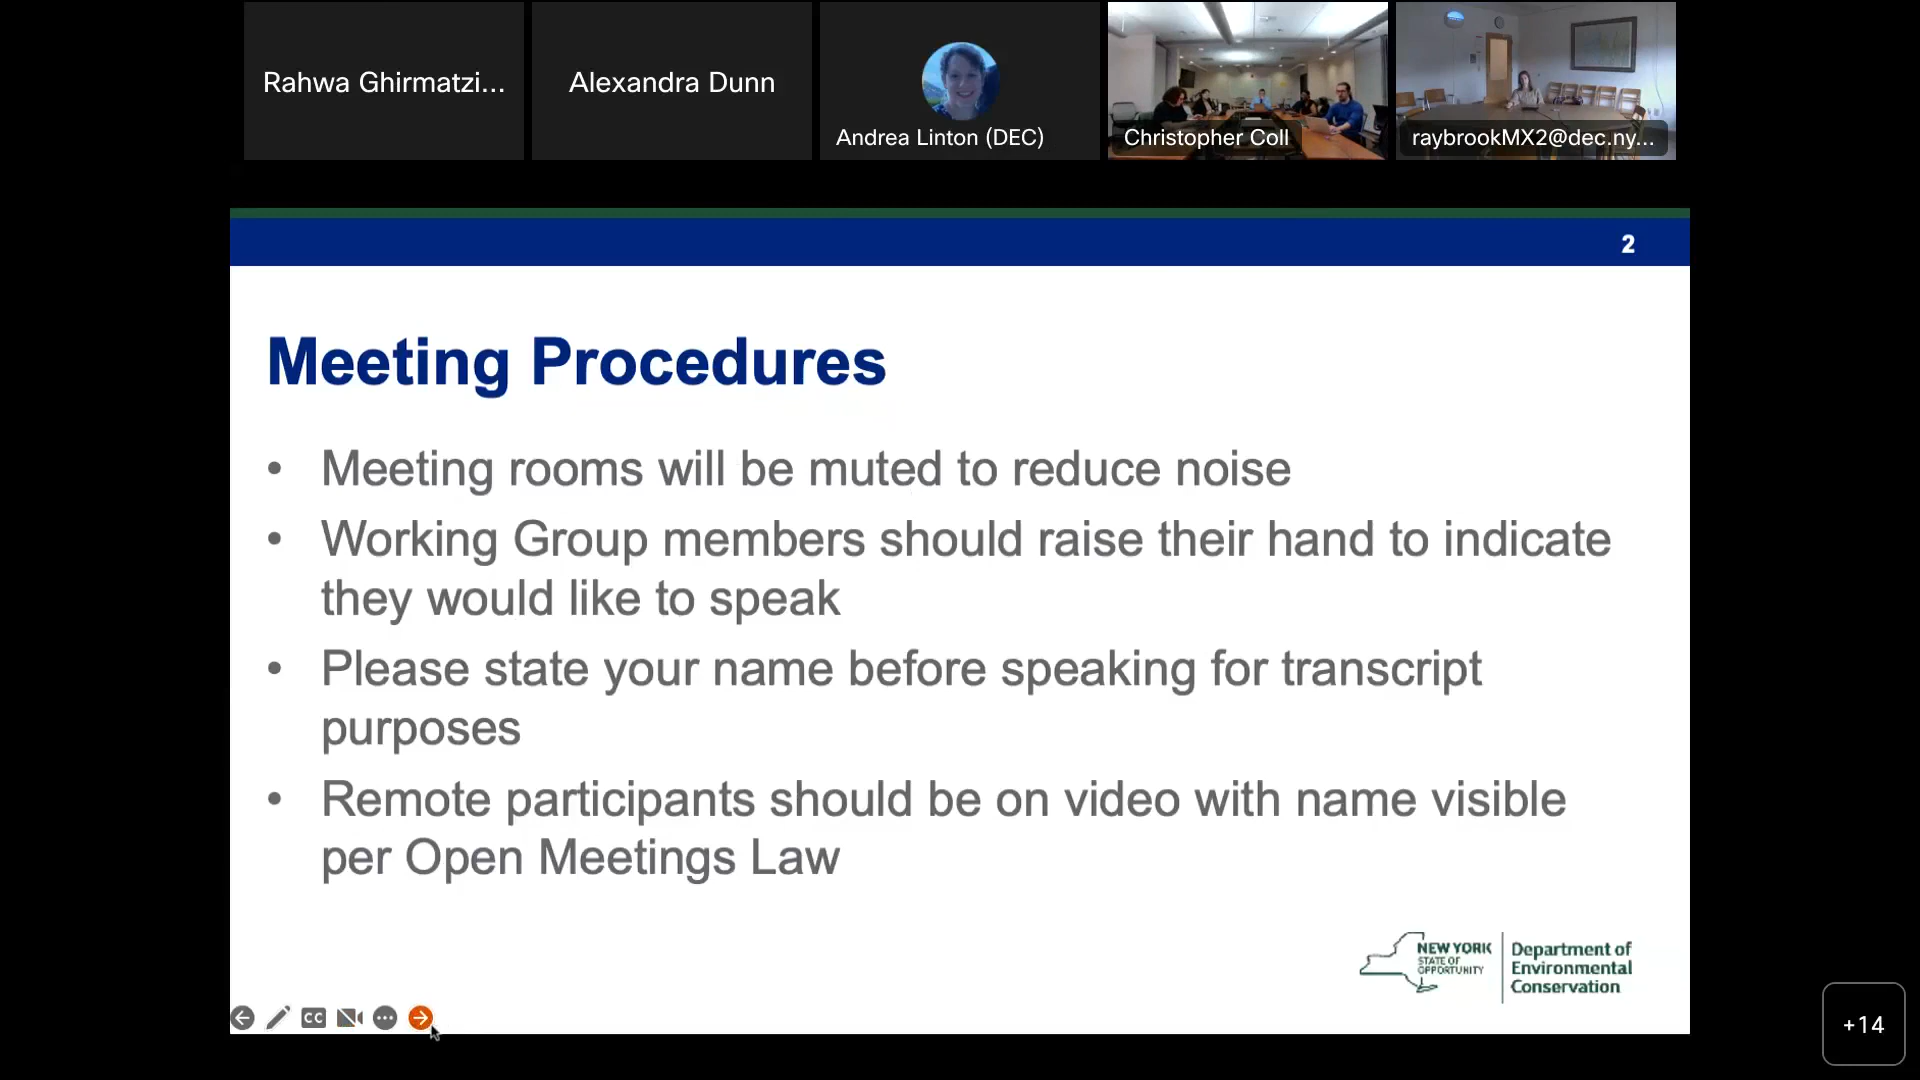 Rahwa Ghirmatzi...
Alexandra Dunn
Andrea Linton (DEC)
Christopher Coll
raybrookMX2@dec.ny...
2
Meeting Procedures
• Meeting rooms will be muted to reduce noise
• Working Group members should raise their hand to indicate
they would like to speak
• Please state your name before speaking for transcript
purposes
• Remote participants should be on video with name visible
per Open Meetings Law
NEW YORK
STATE OF
OPPORTUNITY
Department of
Environmental
Conservation
CC
+14